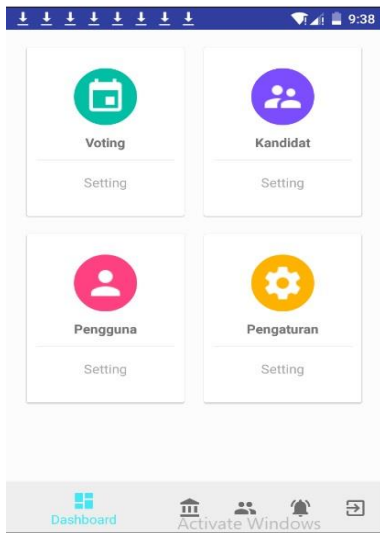 9:38
Voting
Kandidat
Setting
Setting
Pengguna
Pengaturan
Setting
Setting
Dashboard
Activate Windows